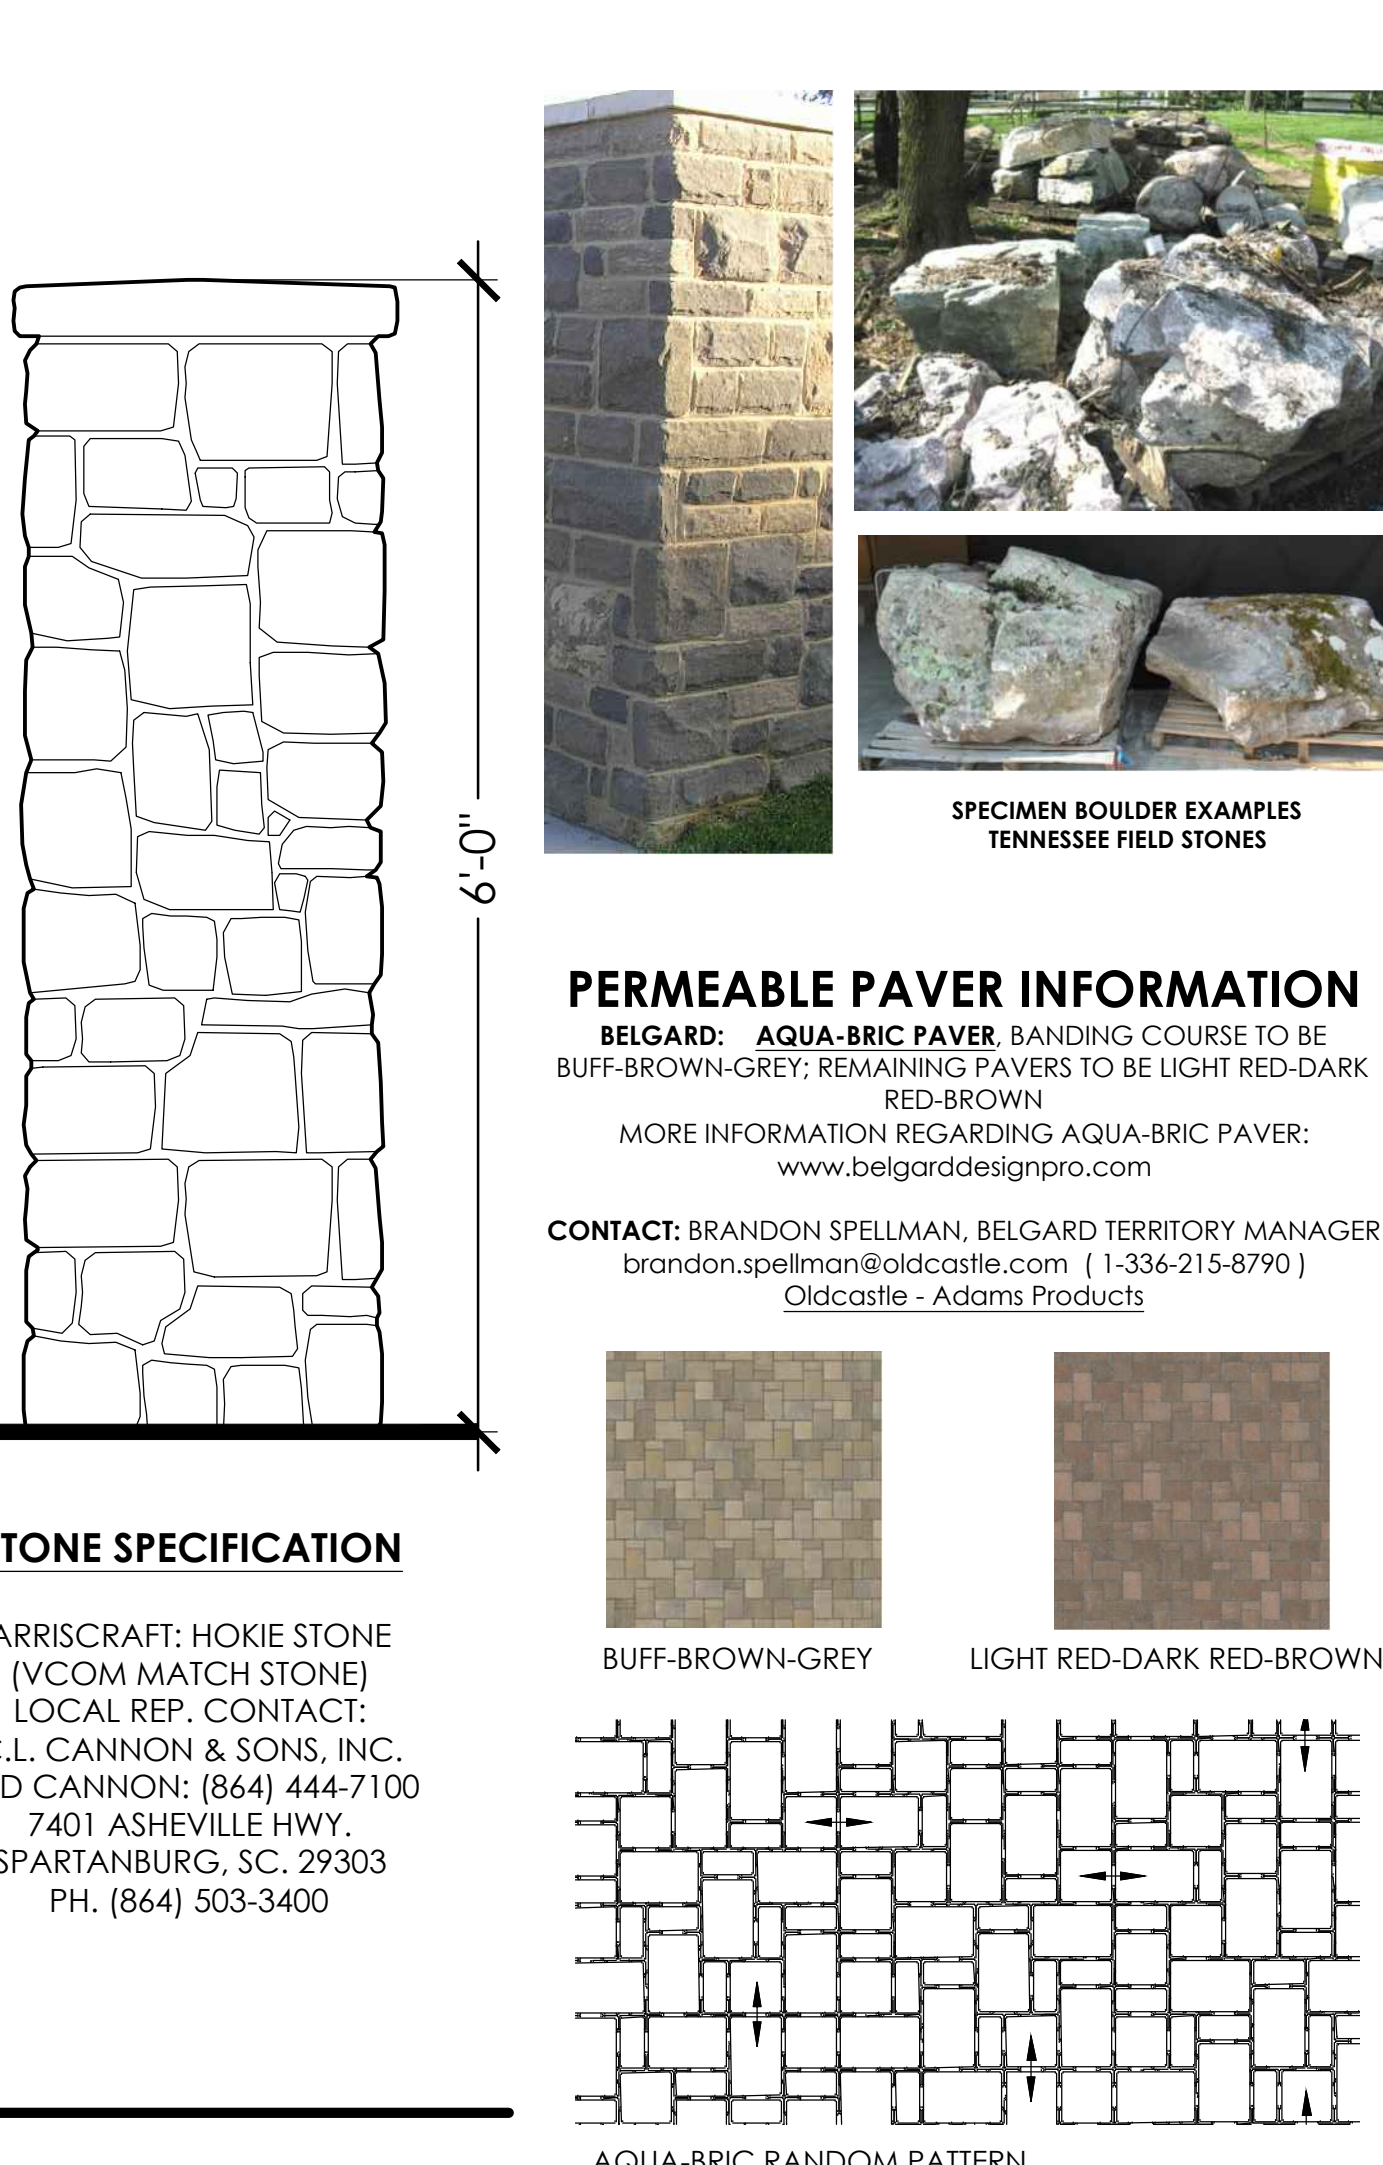 6'-0"
SPECIMEN BOULDER EXAMPLES
TENNESSEE FIELD STONES
PERMEABLE PAVER INFORMATION
BELGARD: AQUA-BRIC PAVER, BANDING COURSE TO BE
BUFF-BROWN-GREY; REMAINING PAVERS TO BE LIGHT RED-DARK
RED-BROWN
MORE INFORMATION REGARDING AQUA-BRIC PAVER:
www.belgarddesignpro.com
CONTACT: BRANDON SPELLMAN, BELGARD TERRITORY MANAGER
brandon.spellman@oldcastle.com ( 1-336-215-8790 )
Oldcastle - Adams Products
BUFF-BROWN-GREY
LIGHT RED-DARK RED-BROWN
AQUA-BRIC RANDOM PATTERN
TONE SPECIFICATION
ARRISCRAFT: HOKIE STONE
(VCOM MATCH STONE)
LOCAL REP. CONTACT:
.L. CANNON & SONS, INC.
D CANNON: (864) 444-7100
7401 ASHEVILLE HWY.
SPARTANBURG, SC. 29303
PH. (864) 503-3400